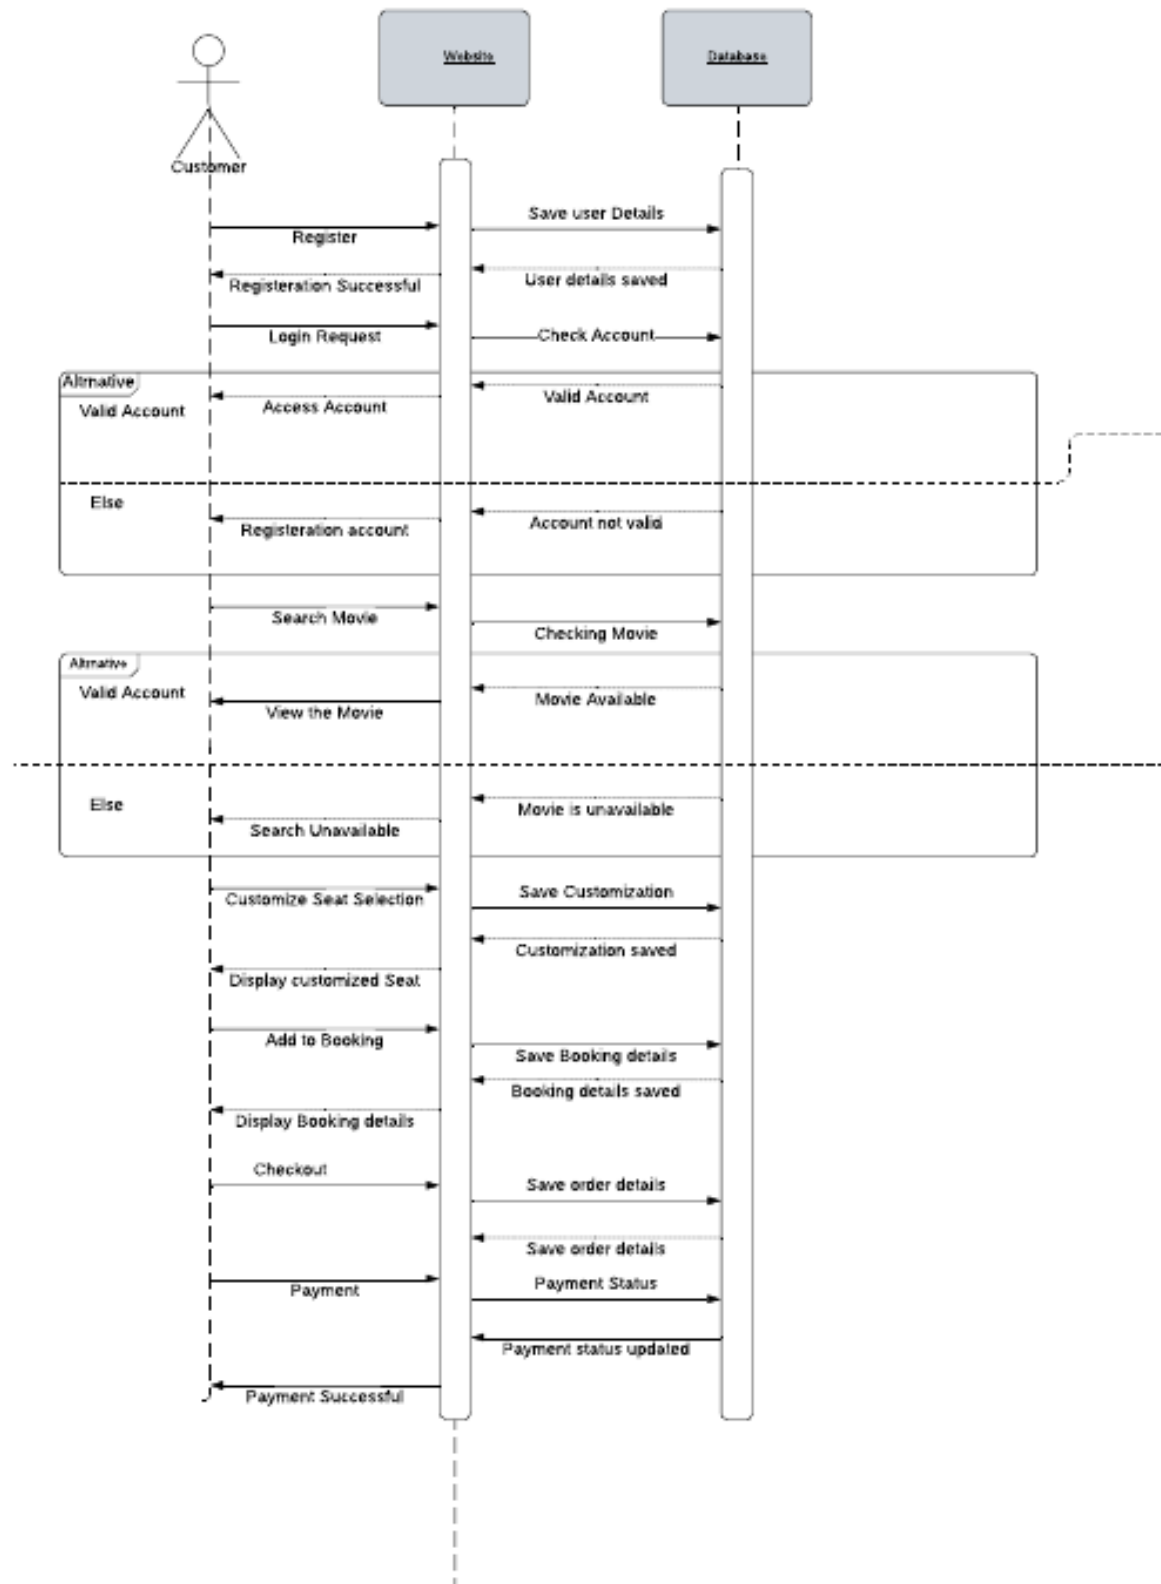 Website
Database
Customer
Save user Details
Register
User details saved
Registeration Successful
Login Request
Check Account
Altrnative
Valid Account
Access Account
Valid Account
Else
Account not valid
Registeration account
Search Movie
Checking Movie
Altrnative
Valid Account
Movie Available
View the Movie
Else
Movie is unavailable
Search Unavailable
Customize Seat Selection
Save Customization
Customization saved
Display customized Seat
Add to Booking
Save Booking details
Booking details saved
Display Booking details
Checkout
Save order details
Save order details
Payment
Payment Status
Payment status updated
Payment Successful